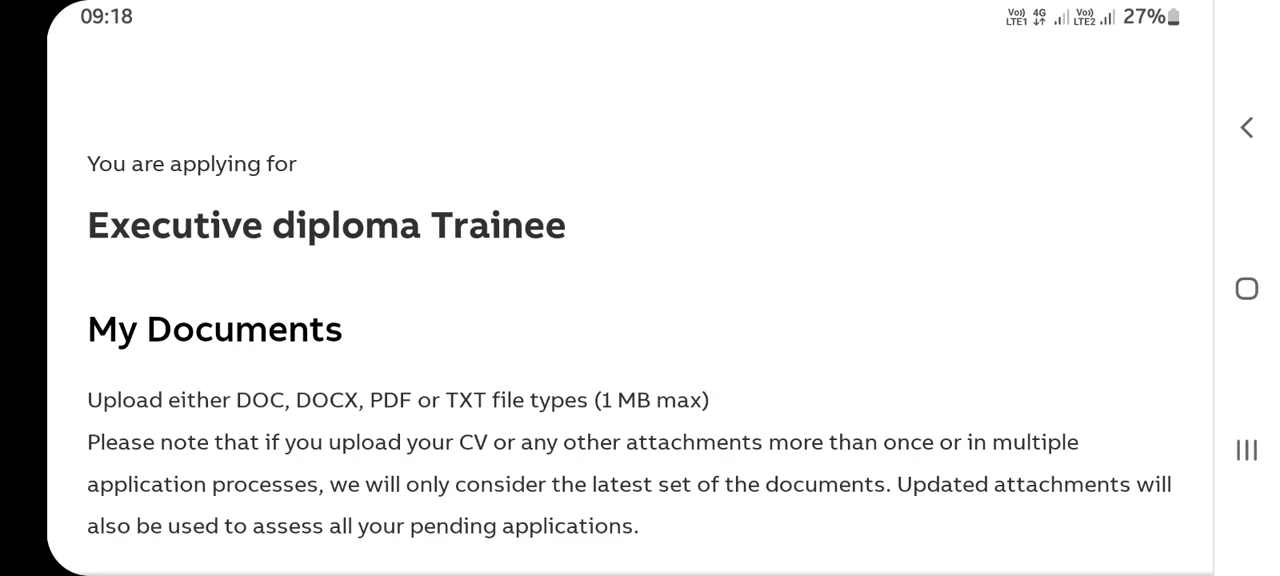 09:18
Vo)) LTE1 4G Vo)) LTE2 27%
You are applying for
Executive diploma Trainee
My Documents
Upload either DOC, DOCX, PDF or TXT file types (1 MB max)
Please note that if you upload your CV or any other attachments more than once or in multiple
application processes, we will only consider the latest set of the documents. Updated attachments will
also be used to assess all your pending applications.